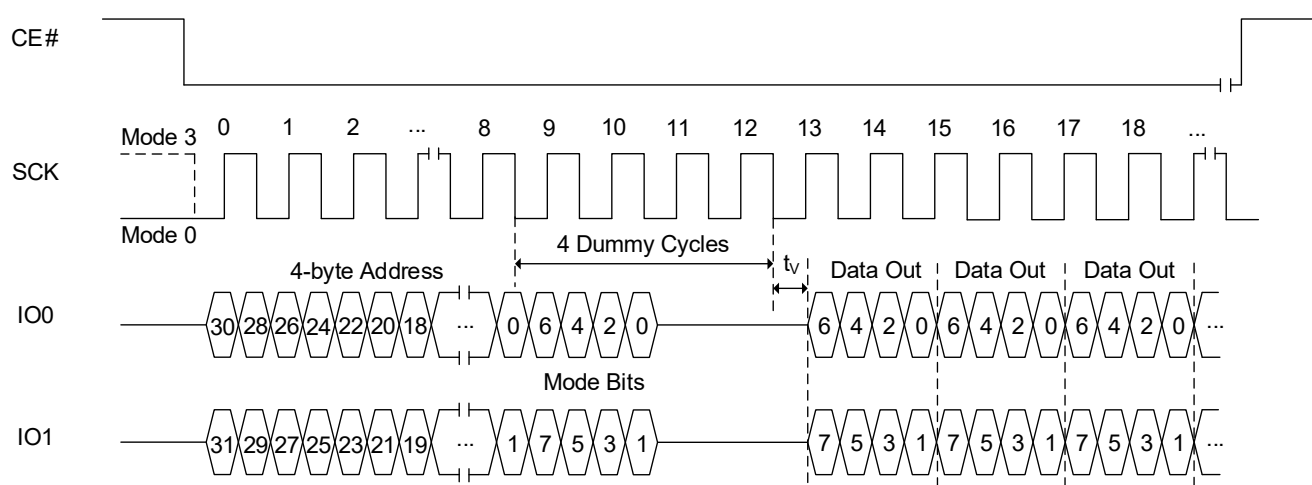 CE#
0 1 2 ... 8 9 10 11 12 13 14 15 16 17 18 ...
Mode 3
SCK
Mode 0
4 Dummy Cycles
4-byte Address
tV
Data Out Data Out Data Out
IO0
30 28 26 24 22 20 18 ... 0 6 4 2 0 6 4 2 0 6 4 2 0 6 4 2 0 ...
Mode Bits
IO1
31 29 27 25 23 21 19 ... 1 7 5 3 1 7 5 3 1 7 5 3 1 7 5 3 1 ...